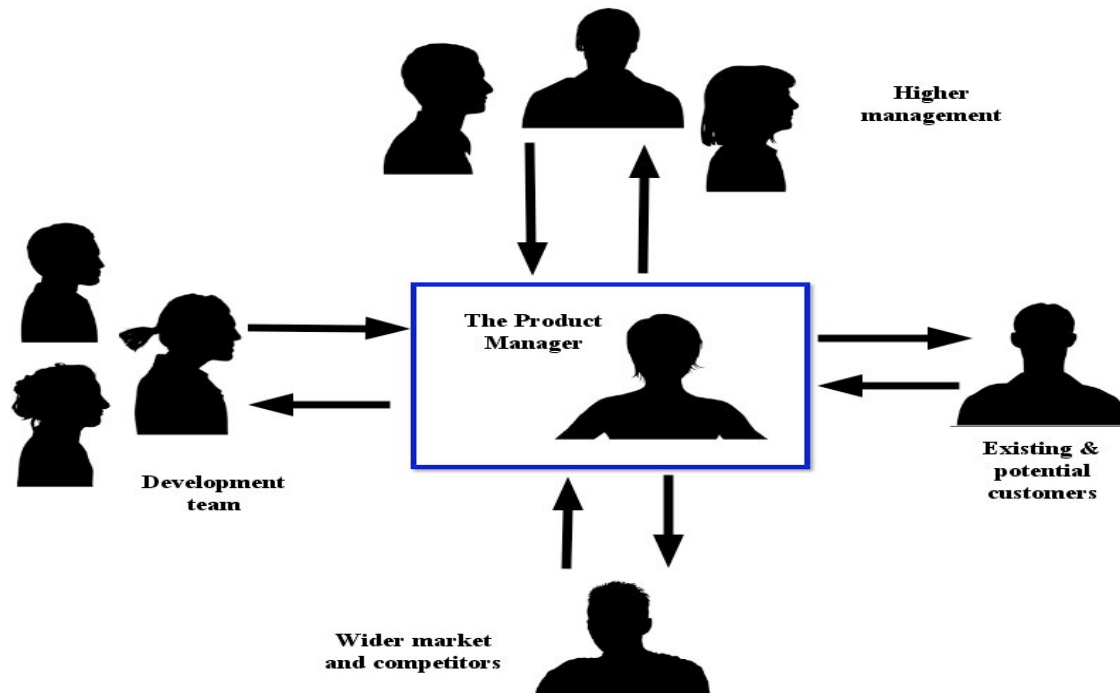 Higher
management
The Product
Manager
Development
team
Existing &
potential
customers
Wider market
and competitors